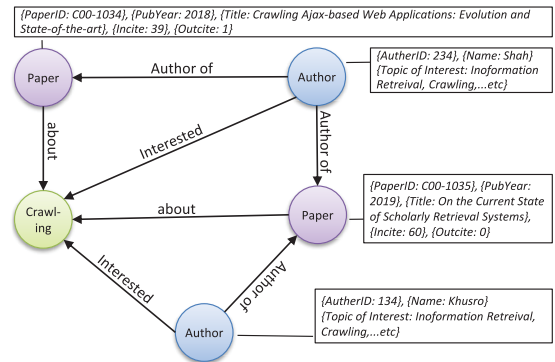 {PaperID: C00-1034}, {PubYear: 2018}, {Title: Crawling Ajax-based Web Applications: Evolution and
State-of-the-art}, {Incite: 39}, {Outcite: 1}
{AutherID: 234}, {Name: Shah}
{Topic of Interest: Inoformation
Retreival, Crawling,...etc}
Paper
Author of
Author
about
Interested
Author of
{PaperID: C00-1035}, {PubYear:
2019}, {Title: On the Current State
of Scholarly Retrieval Systems},
{Incite: 60}, {Outcite: 0}
Crawl-
ing
about
Paper
Interested
Author of
{AutherID: 134}, {Name: Khusro}
{Topic of Interest: Inoformation Retreival,
Crawling,...etc}
Author